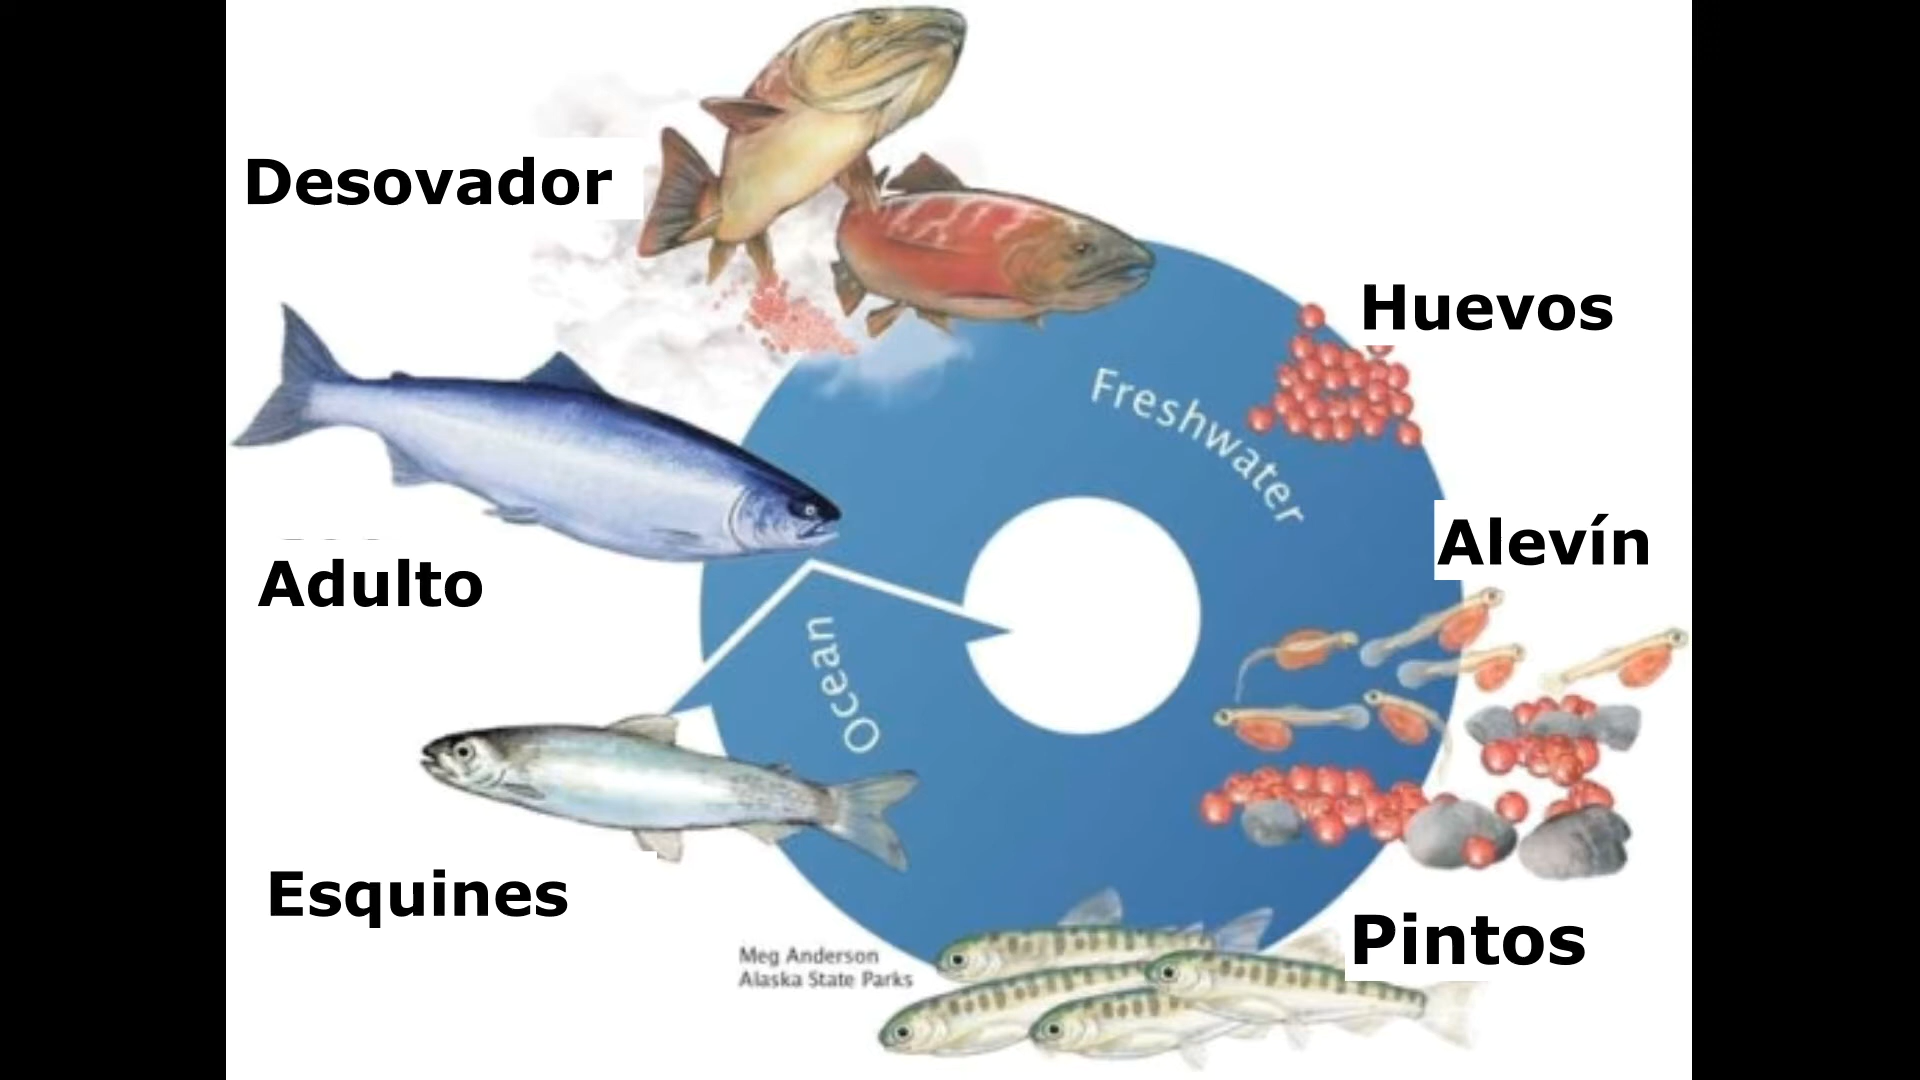 Desovador
Huevos
Freshwater
Alevín
Adulto
Ocean
Esquines
Pintos
Meg Anderson
Alaska State Parks